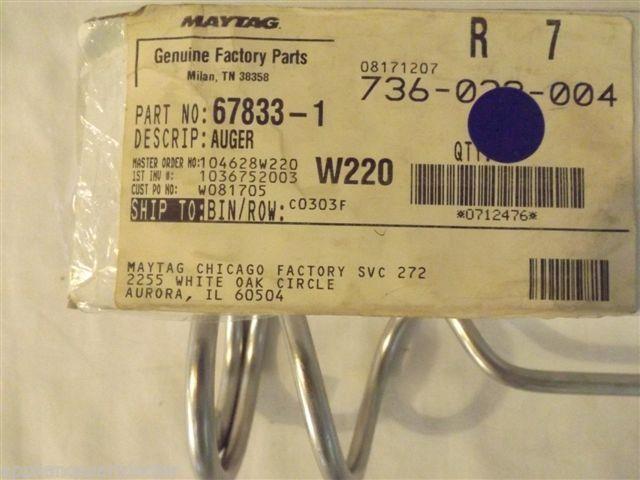 MAYTAG
Genuine Factory Parts
Milan, TN 38358
R 7
08171207
PART NO: 67833-1
DESCRIP: AUGER
MASTER ORDER NO: 104628W220
1ST INV #: 1036752003
CUST PO NO: W081705
W220
SHIP TO: BIN/ROW: C0303F
*0712476*
MAYTAG CHICAGO FACTORY SVC 272
2255 WHITE OAK CIRCLE
AURORA, IL 60504